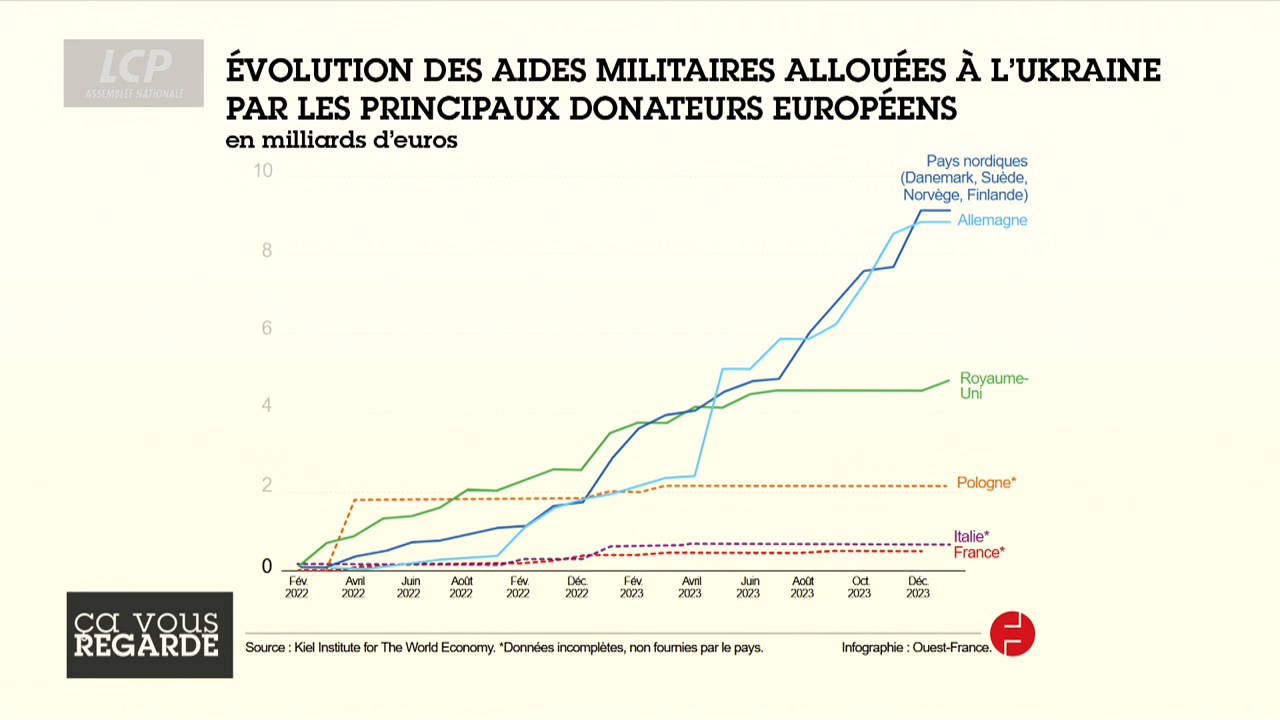 LCP
ASSEMBLÉE NATIONALE
ÉVOLUTION DES AIDES MILITAIRES ALLOUÉES À L'UKRAINE
PAR LES PRINCIPAUX DONATEURS EUROPÉENS
en milliards d'euros
10
8
6
4
2
0
Pays nordiques
(Danemark, Suède,
Norvège, Finlande)
Allemagne
Royaume-
Uni
Pologne*
Italie*
France*
Fév. Avril Juin Août Fév. Déc. Fév. Avril Juin Août Oct. Déc.
2022 2022 2022 2022 2022 2022 2023 2023 2023 2023 2023 2023
ça vous
REGARDE
Source : Kiel Institute for The World Economy. *Données incomplètes, non fournies par le pays.
Infographie : Ouest-France.